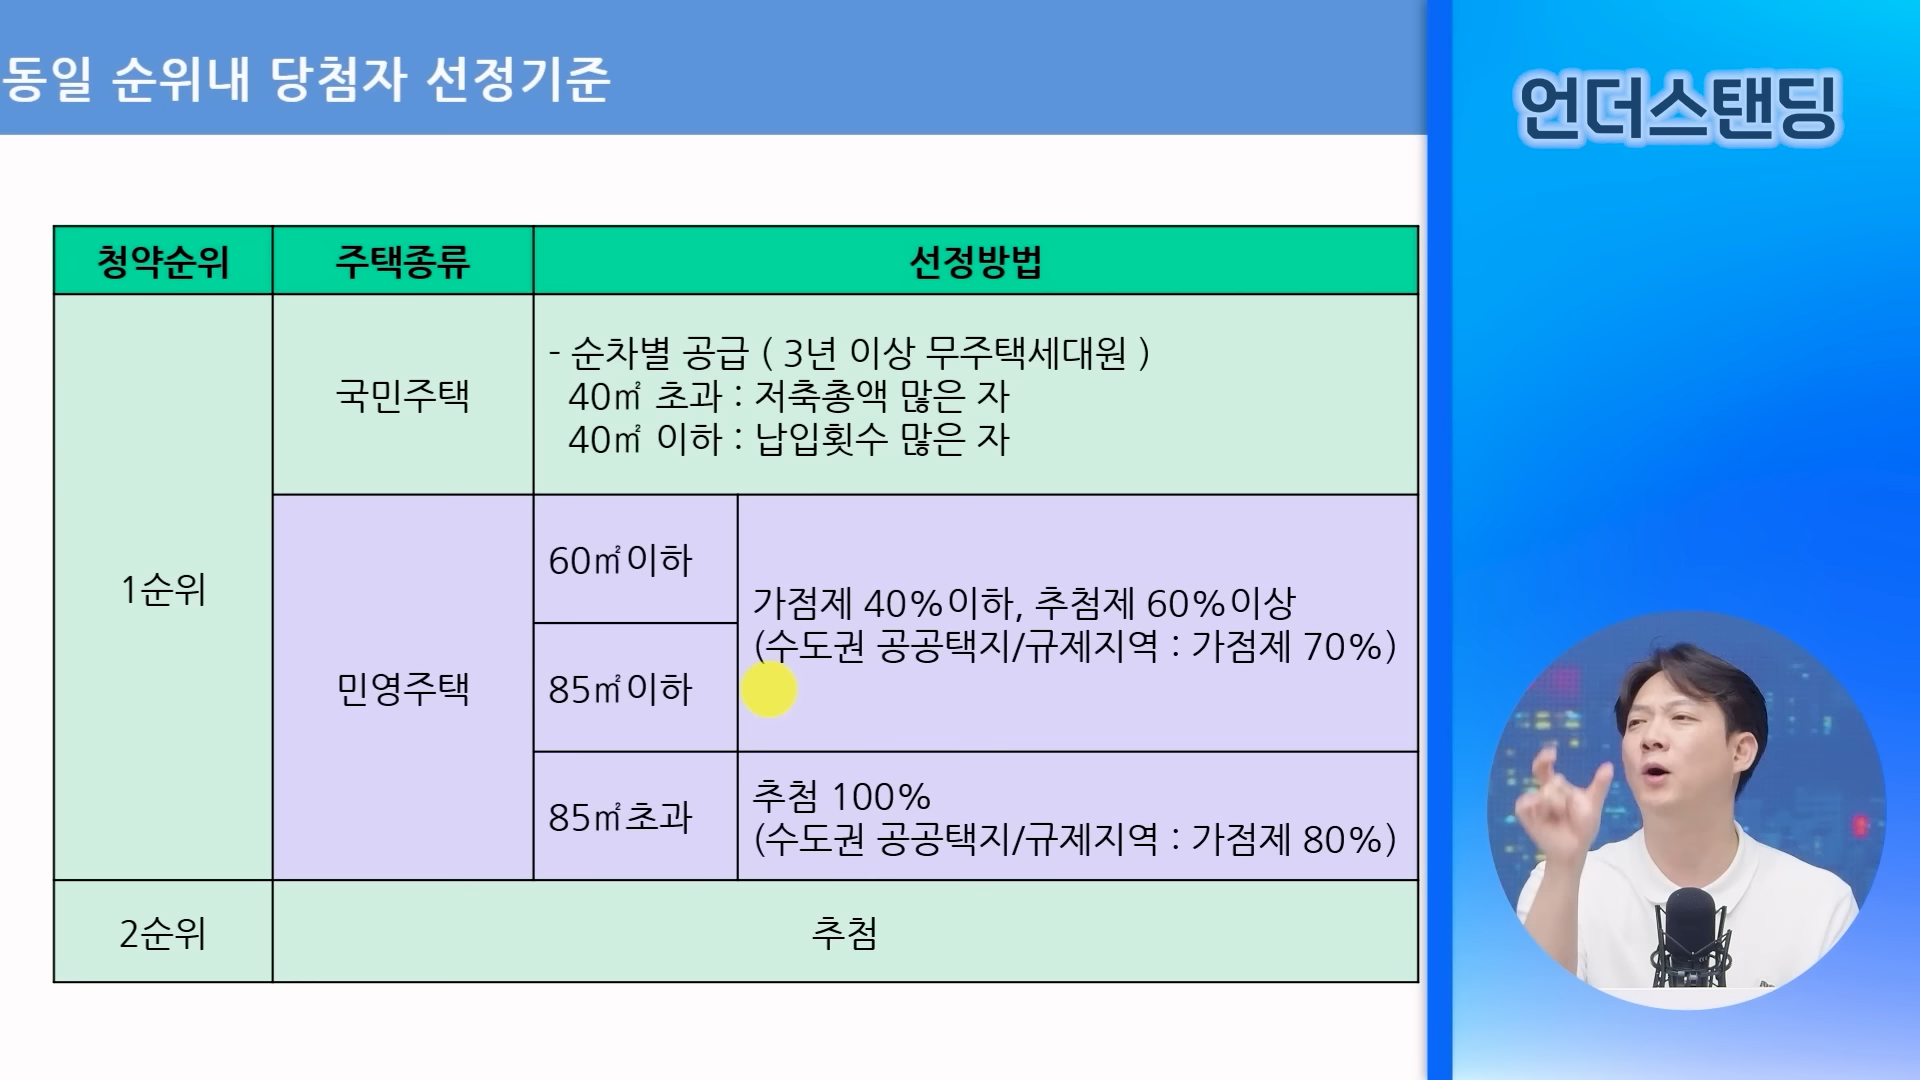 동일 순위내 당첨자 선정기준
언더스탠딩
청약순위 주택종류 선정방법
1순위
국민주택
- 순차별 공급 ( 3년 이상 무주택세대원 )
40㎡ 초과 : 저축총액 많은 자
40㎡ 이하 : 납입횟수 많은 자
민영주택
60㎡이하
85㎡이하
가점제 40%이하, 추첨제 60%이상
(수도권 공공택지/규제지역 : 가점제 70%)
85㎡초과
추첨 100%
(수도권 공공택지/규제지역 : 가점제 80%)
2순위
추첨